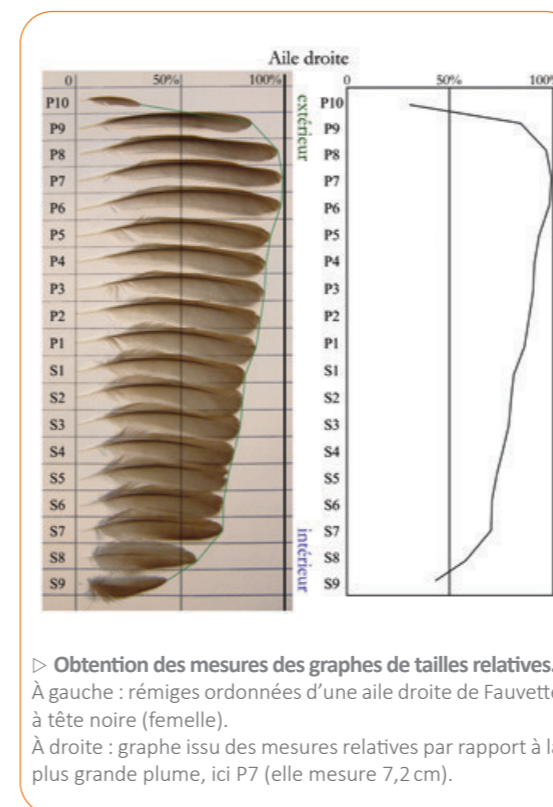 Aile droite
0 50% 100%
P10
P9
P8
P7
P6
P5
P4
P3
P2
P1
S1
S2
S3
S4
S5
S6
S7
S8
S9
extérieur
intérieur
0 50% 100%
P10
P9
P8
P7
P6
P5
P4
P3
P2
P1
S1
S2
S3
S4
S5
S6
S7
S8
S9
▷ Obtention des mesures des graphes de tailles relatives.
À gauche : rémiges ordonnées d’une aile droite de Fauvette
à tête noire (femelle).
À droite : graphe issu des mesures relatives par rapport à la
plus grande plume, ici P7 (elle mesure 7,2 cm).